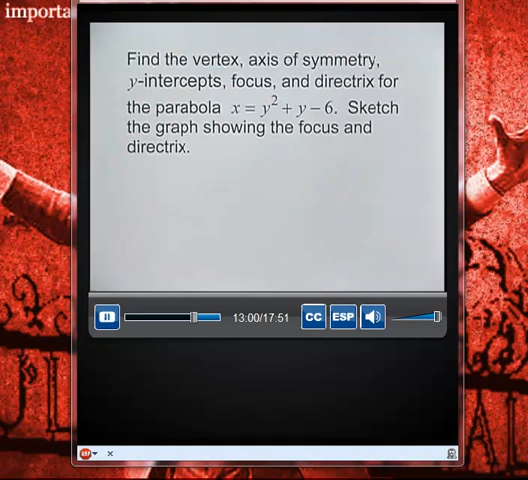 importa
Find the vertex, axis of symmetry,
y-intercepts, focus, and directrix for
the parabola x = y² + y – 6. Sketch
the graph showing the focus and
directrix.
13:00/17:51 CC ESP
ABP